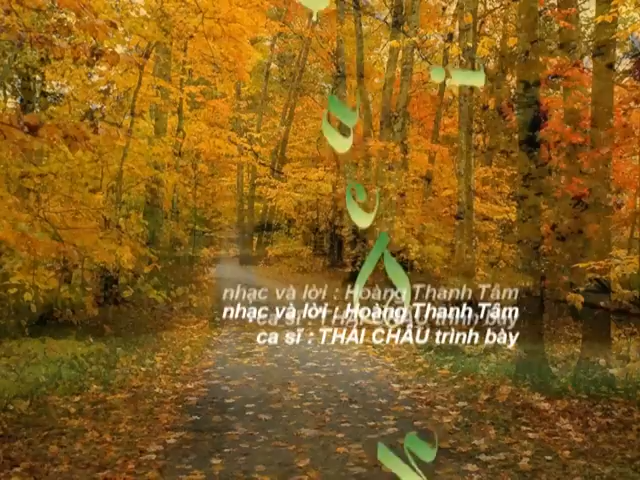 nhạc và lời : Hoàng Thanh Tâm
nhạc và lời : Hoàng Thanh Tâm
ca sĩ : THÁI CHÂU trình bày